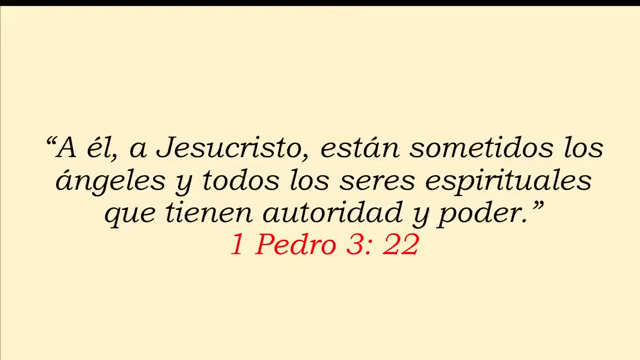 “A él, a Jesucristo, están sometidos los
ángeles y todos los seres espirituales
que tienen autoridad y poder.”
1 Pedro 3: 22